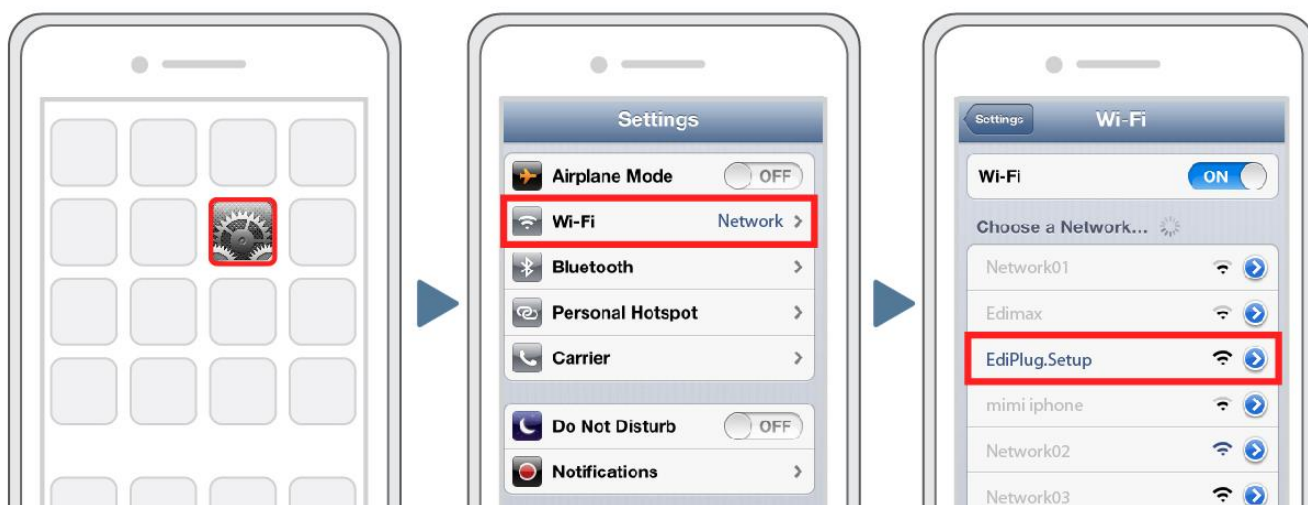 Settings
Airplane Mode OFF
Wi-Fi Network
Bluetooth
Personal Hotspot
Carrier
Do Not Disturb OFF
Notifications
Settings Wi-Fi
Wi-Fi ON
Choose a Network...
Network01
Edimax
EdiPlug.Setup
mimi iphone
Network02
Network03